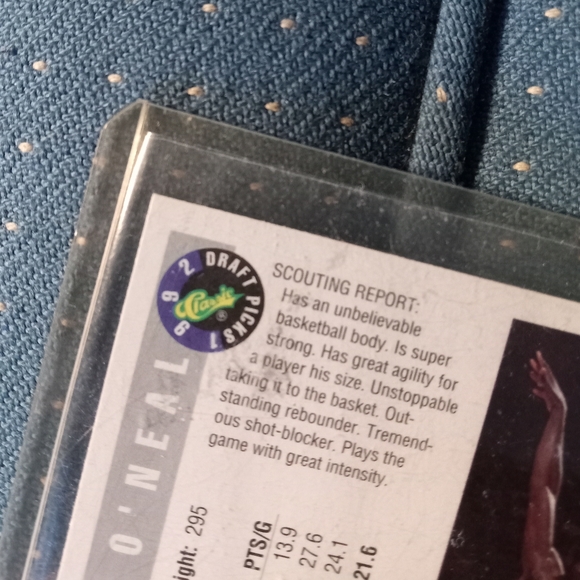 1992 DRAFT PICKS
Classic
®
SCOUTING REPORT:
Has an unbelievable
basketball body. Is super
strong. Has great agility for
a player his size. Unstoppable
taking it to the basket. Out-
standing rebounder. Tremend-
ous shot-blocker. Plays the
game with great intensity.
O'NEAL
ight: 295
PTS/G
13.9
27.6
24.1
21.6